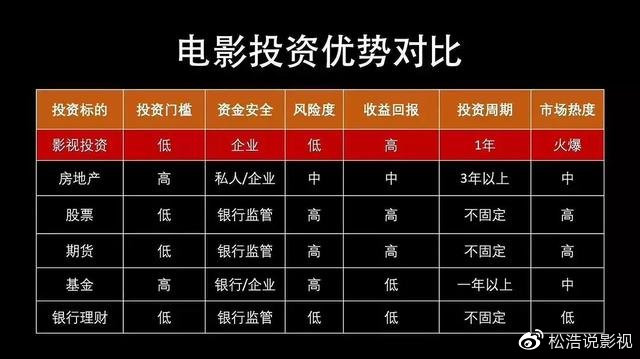 电影投资优势对比
投资标的 投资门槛 资金安全 风险度 收益回报 投资周期 市场热度
影视投资 低 企业 低 高 1年 火爆
房地产 高 私人/企业 中 中 3年以上 中
股票 低 银行监管 高 高 不固定 高
期货 低 银行监管 高 高 不固定 高
基金 高 银行/企业 高 低 一年以上 中
银行理财 低 银行监管 低 低 不固定 低
松浩说影视